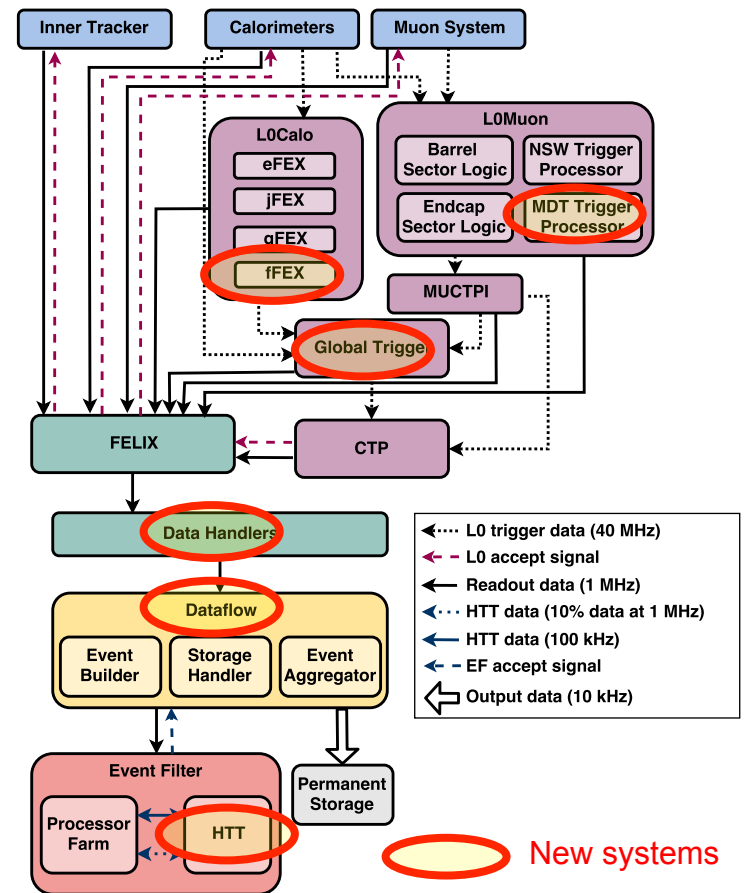 Inner Tracker
Calorimeters
Muon System
L0Calo
eFEX
jFEX
gFEX
fFEX
L0Muon
Barrel
Sector Logic
NSW Trigger
Processor
Endcap
Sector Logic
MDT Trigger
Processor
MUCTPI
Global Trigge
FELIX
CTP
Data Handlers
Dataflow
Event
Builder
Storage
Handler
Event
Aggregator
Event Filter
Processor
Farm
HTT
Permanent
Storage
L0 trigger data (40 MHz)
L0 accept signal
Readout data (1 MHz)
HTT data (10% data at 1 MHz)
HTT data (100 kHz)
EF accept signal
Output data (10 kHz)
New systems